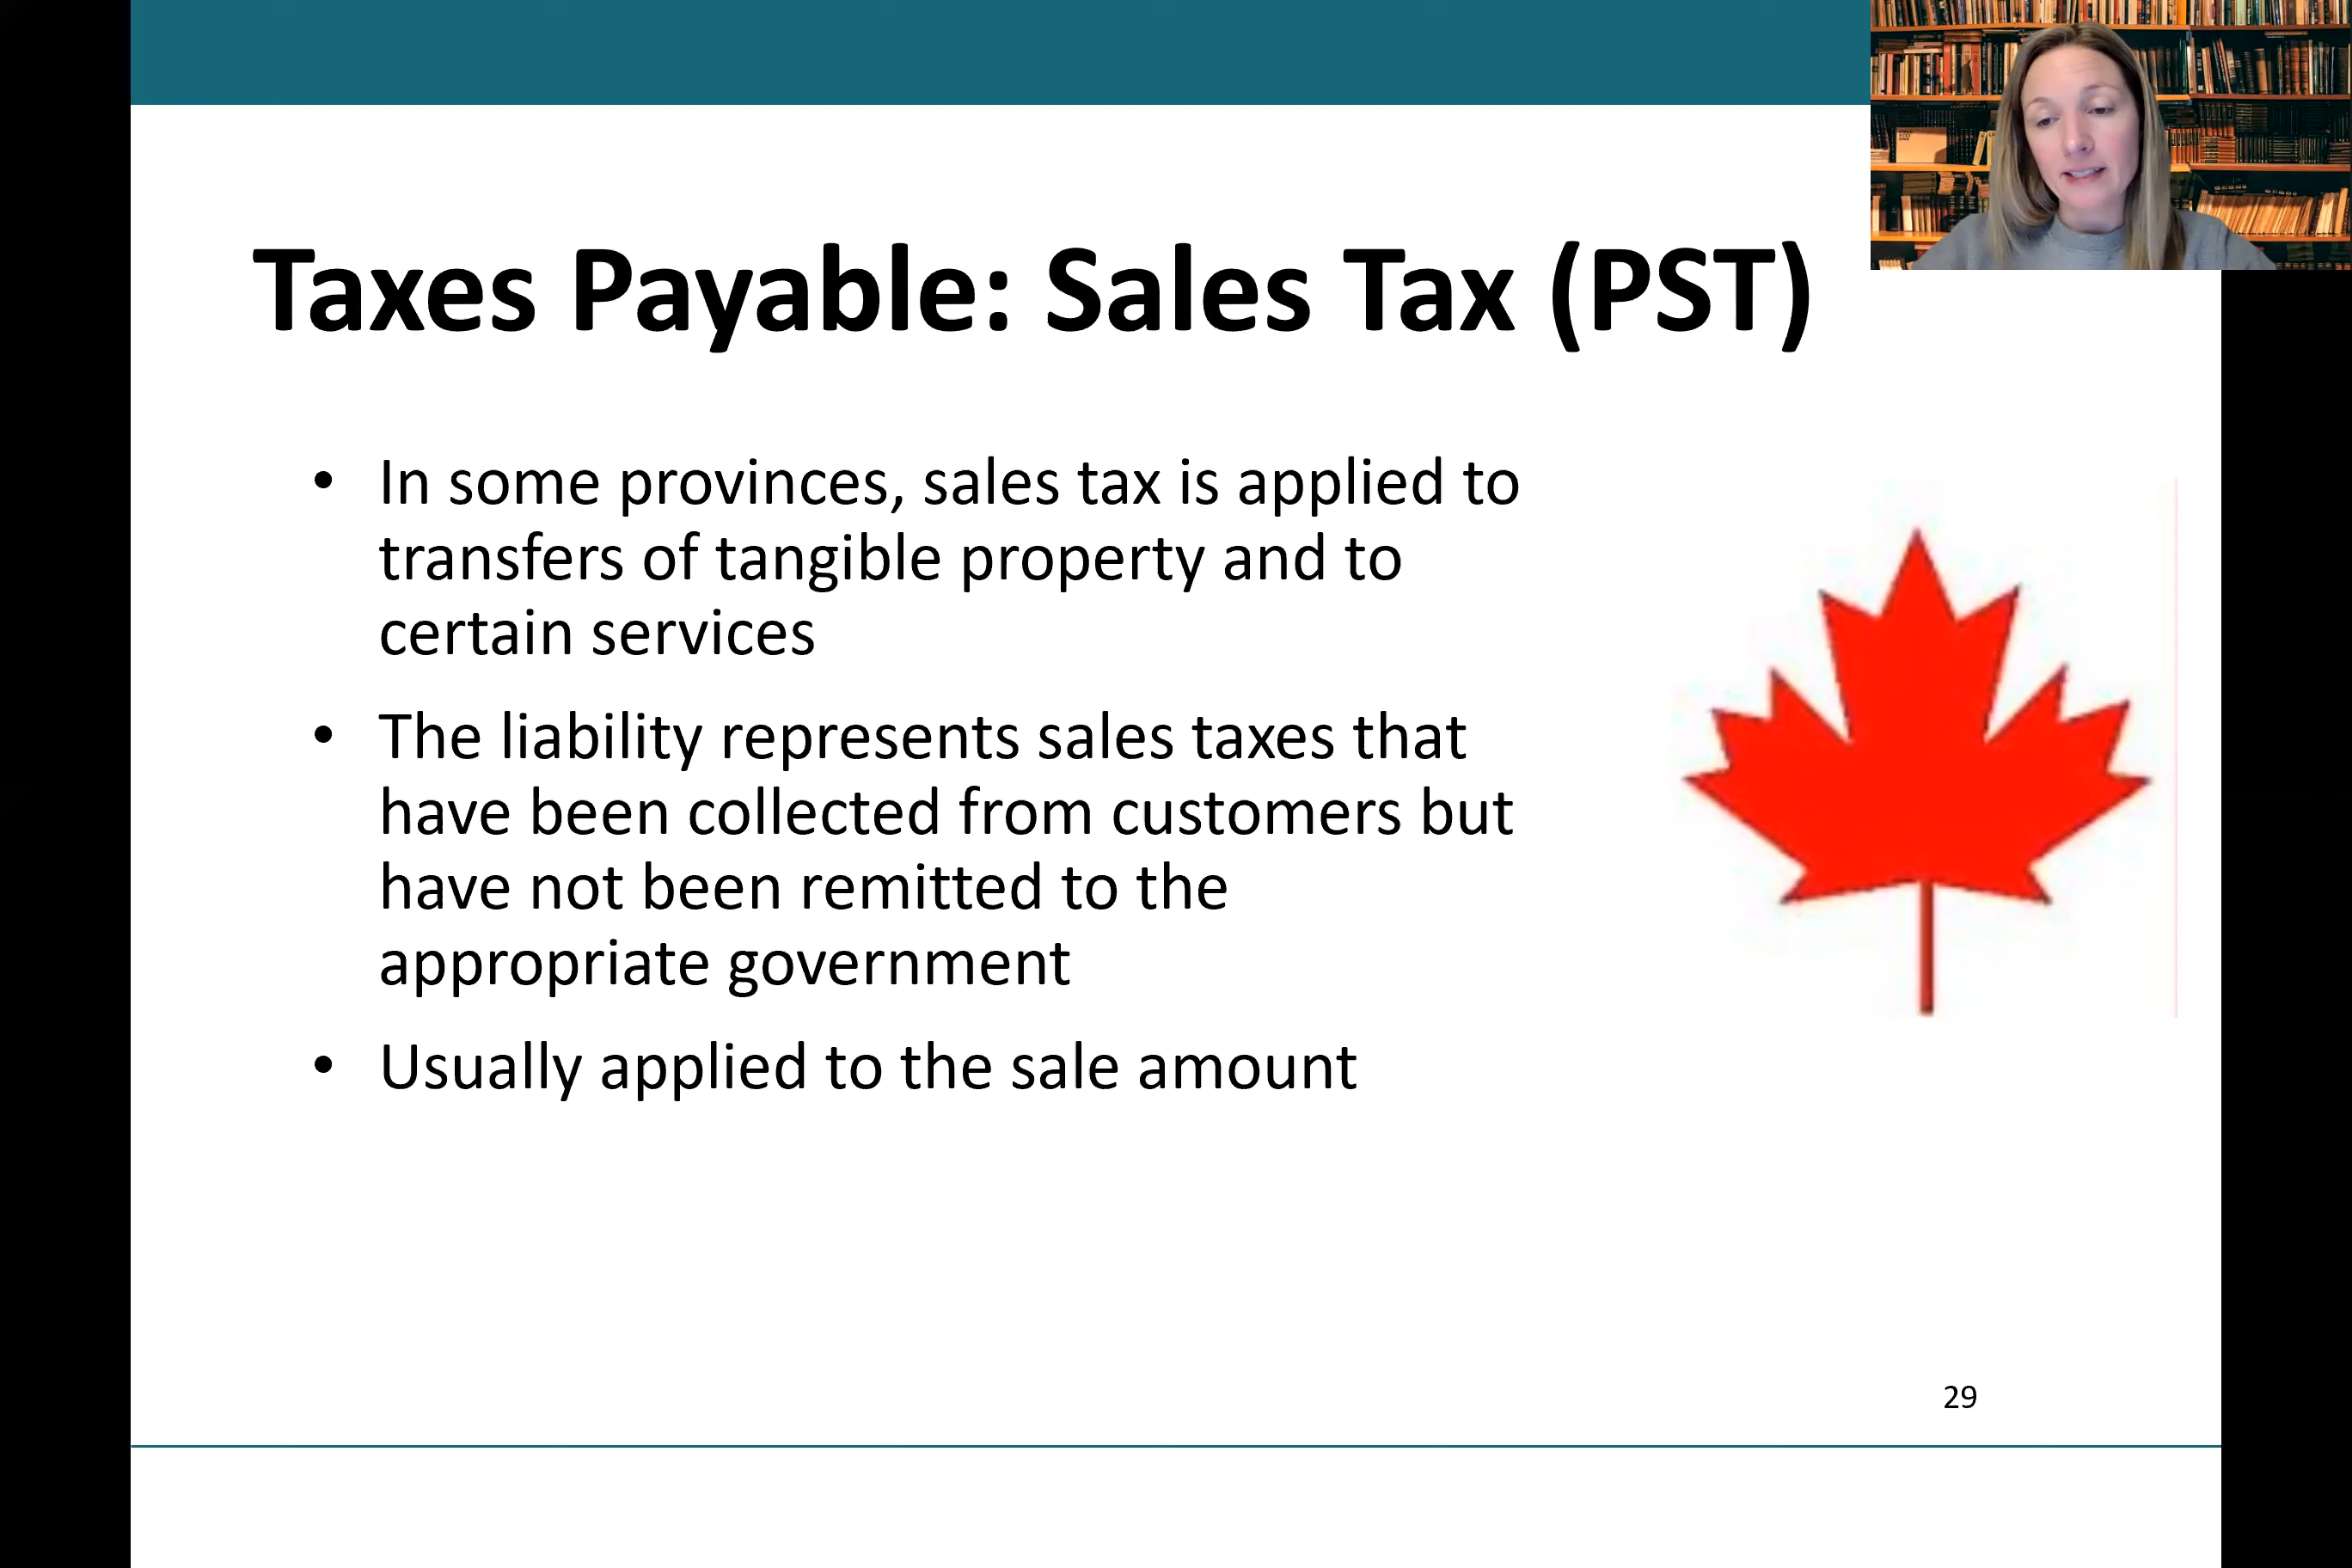 Taxes Payable: Sales Tax (PST)
• In some provinces, sales tax is applied to
transfers of tangible property and to
certain services
• The liability represents sales taxes that
have been collected from customers but
have not been remitted to the
appropriate government
• Usually applied to the sale amount
29